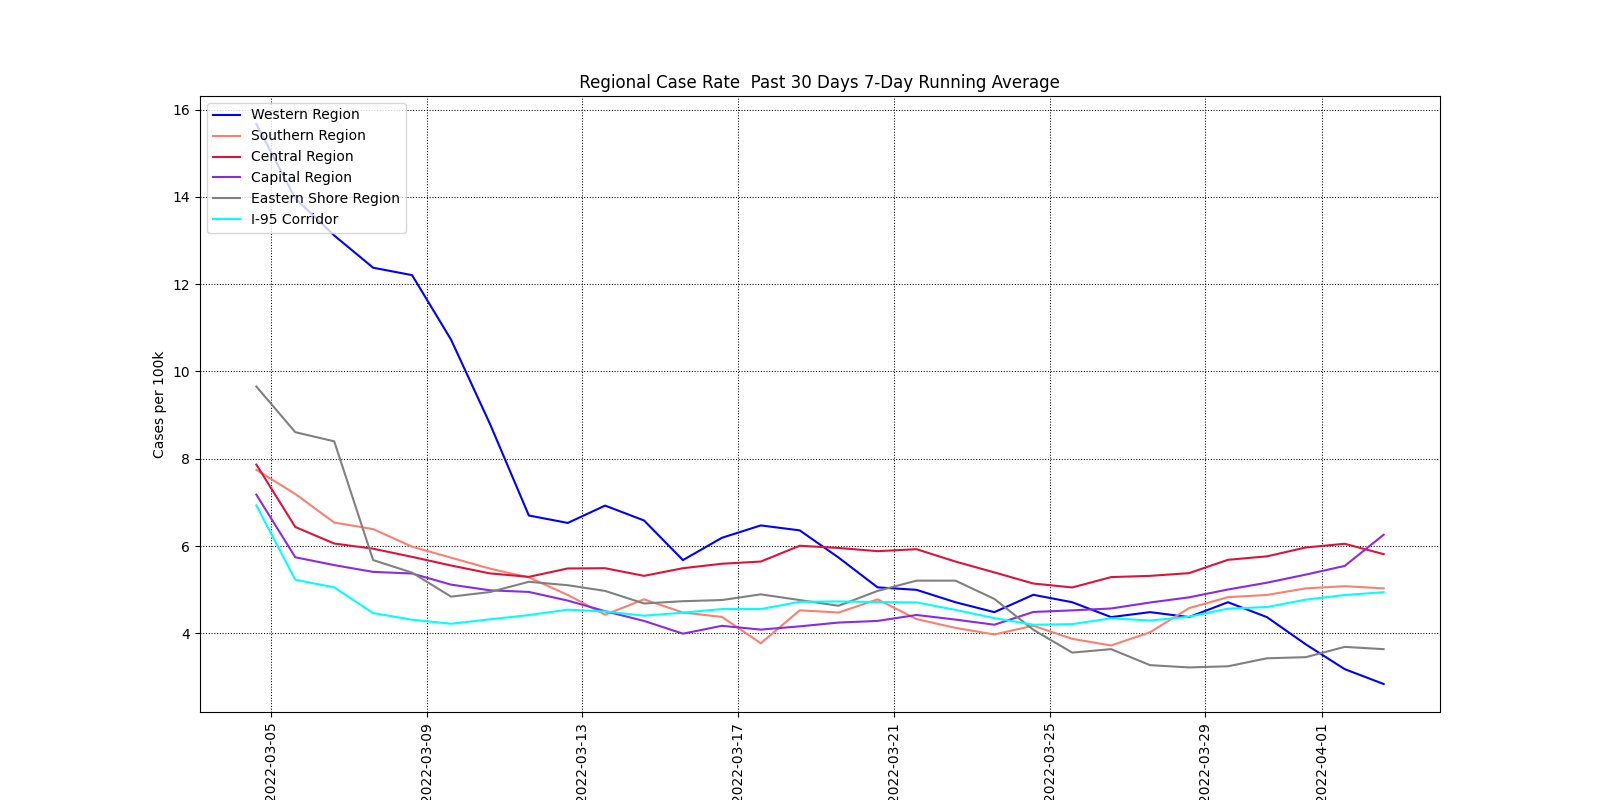 Regional Case Rate  Past 30 Days 7-Day Running Average
Western Region
Southern Region
Central Region
Capital Region
Eastern Shore Region
I-95 Corridor
Cases per 100k
16
14
12
10
8
6
4
2022-03-05
2022-03-09
2022-03-13
2022-03-17
2022-03-21
2022-03-25
2022-03-29
2022-04-01